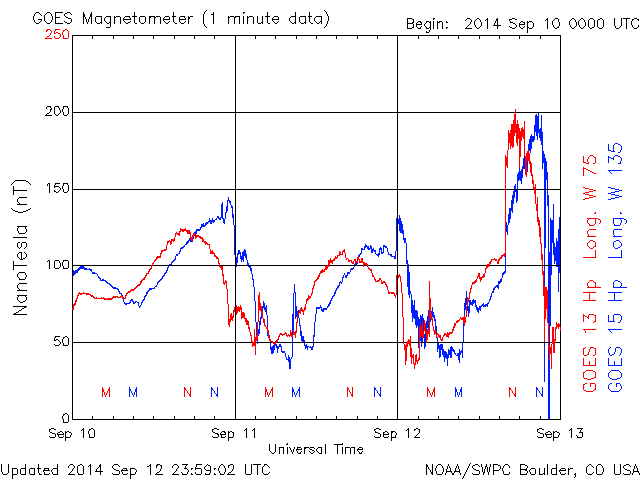 GOES Magnetometer (1 minute data)
Begin: 2014 Sep 10 0000 UTC
250
200
150
100
50
0
NanoTesla (nT)
M M N N M M N N M M N N
Sep 10 Sep 11 Sep 12 Sep 13
Universal Time
GOES 13 Hp Long. W 75
GOES 15 Hp Long. W 135
Updated 2014 Sep 12 23:59:02 UTC
NOAA/SWPC Boulder, CO USA